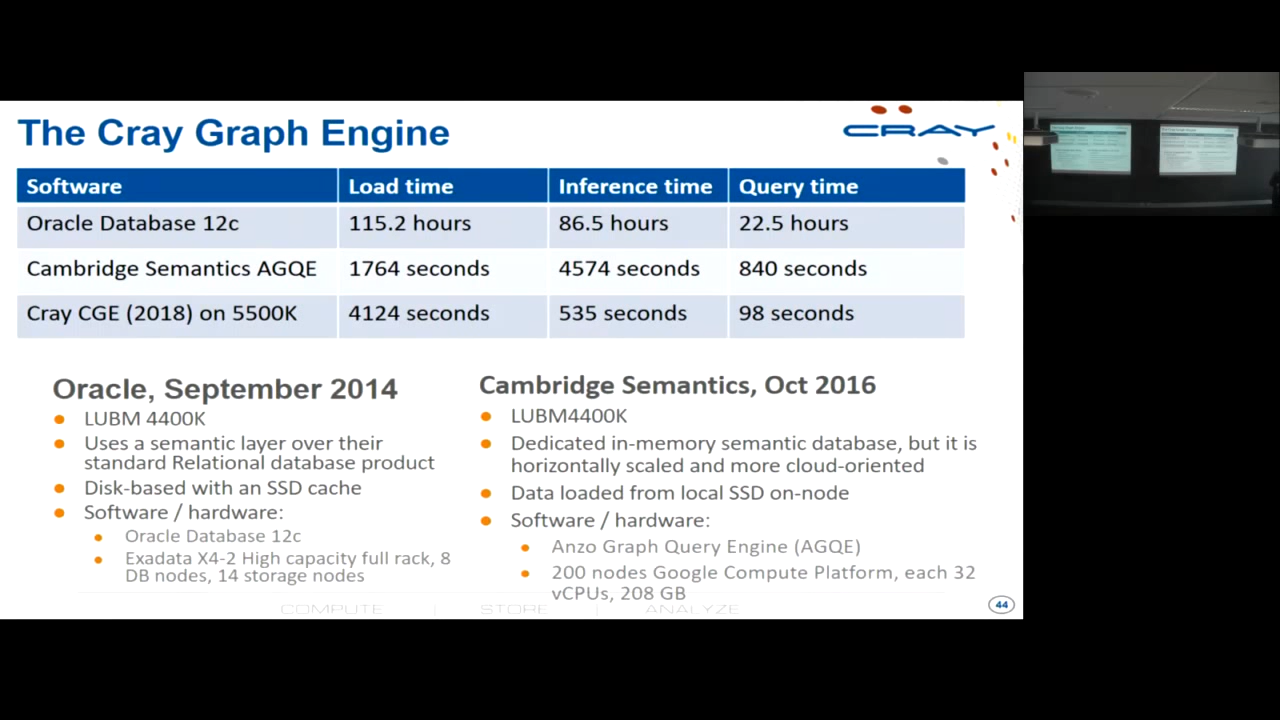 The Cray Graph Engine
CRAY
Software Load time Inference time Query time
Oracle Database 12c 115.2 hours 86.5 hours 22.5 hours
Cambridge Semantics AGQE 1764 seconds 4574 seconds 840 seconds
Cray CGE (2018) on 5500K 4124 seconds 535 seconds 98 seconds
Oracle, September 2014
LUBM 4400K
Uses a semantic layer over their
standard Relational database product
Disk-based with an SSD cache
Software / hardware:
Oracle Database 12c
Exadata X4-2 High capacity full rack, 8
DB nodes, 14 storage nodes
Cambridge Semantics, Oct 2016
LUBM4400K
Dedicated in-memory semantic database, but it is
horizontally scaled and more cloud-oriented
Data loaded from local SSD on-node
Software / hardware:
Anzo Graph Query Engine (AGQE)
200 nodes Google Compute Platform, each 32
vCPUs, 208 GB
COMPUTE | STORE | ANALYZE
44